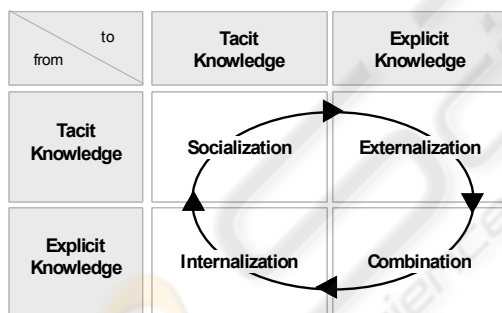 to
from
Tacit
Knowledge
Explicit
Knowledge
Tacit
Knowledge
Socialization
Externalization
Explicit
Knowledge
Internalization
Combination